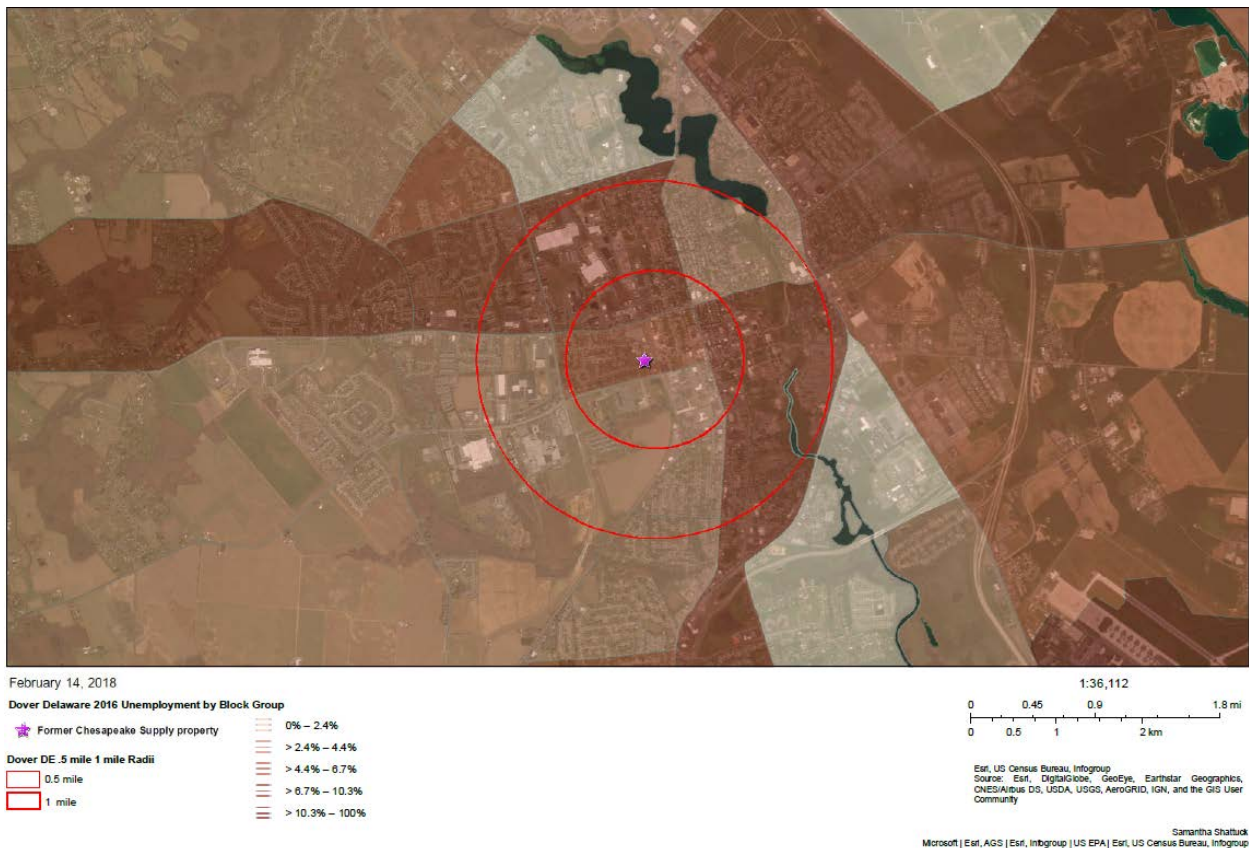 February 14, 2018
Dover Delaware 2016 Unemployment by Block Group
Former Chesapeake Supply property
Dover DE .5 mile 1 mile Radii
0.5 mile
1 mile
0% – 2.4%
> 2.4% – 4.4%
> 4.4% – 6.7%
> 6.7% – 10.3%
> 10.3% – 100%
1:36,112
0 0.45 0.9 1.8 mi
0 0.5 1 2 km
Esri, US Census Bureau, Infogroup
Source: Esri, DigitalGlobe, GeoEye, Earthstar Geographics,
CNES/Airbus DS, USDA, USGS, AeroGRID, IGN, and the GIS User
Community
Samantha Shattuck
Microsoft | Esri, AGS | Esri, Infogroup | US EPA | Esri, US Census Bureau, Infogroup